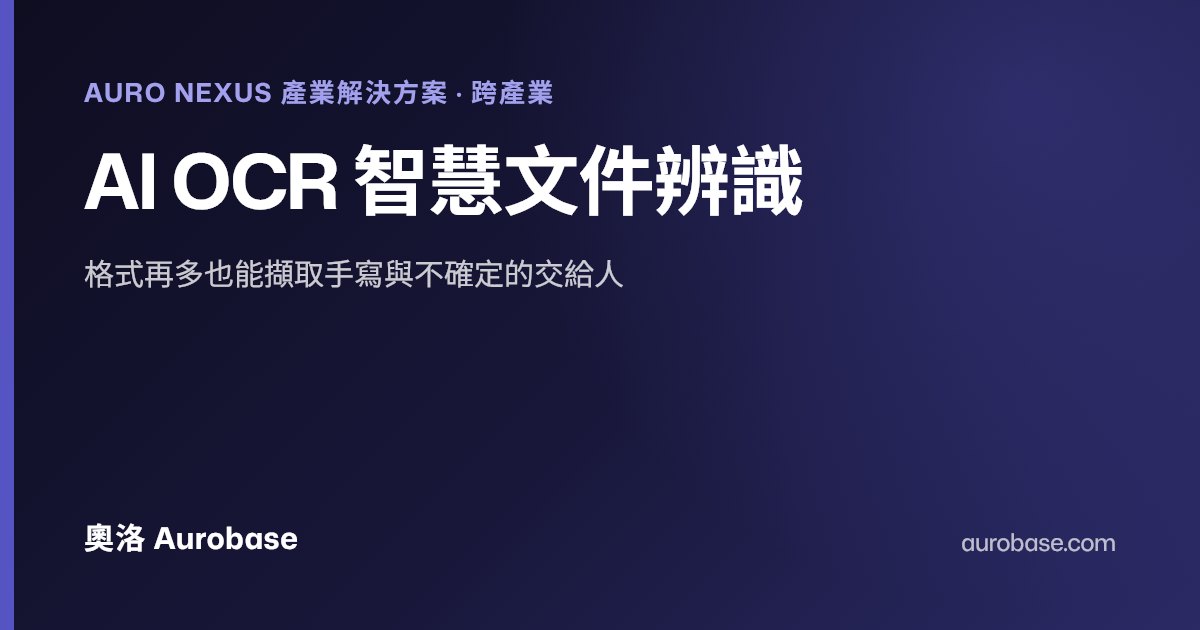 AURO NEXUS 產業解決方案 · 跨產業
AI OCR 智慧文件辨識
格式再多也能擷取手寫與不確定的交給人
奧洛 Aurobase
aurobase.com